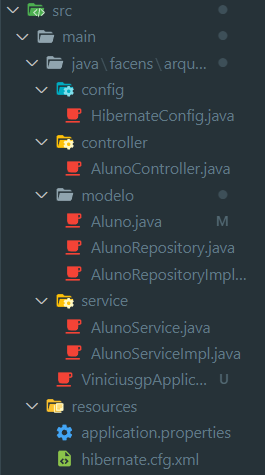 src
main
java\facens\arqu...
config
HibernateConfig.java
controller
AlunoController.java
modelo
Aluno.java M
AlunoRepository.java
AlunoRepositoryImpl...
service
AlunoService.java
AlunoServiceImpl.java
ViniciusgpApplic... U
resources
application.properties
hibernate.cfg.xml